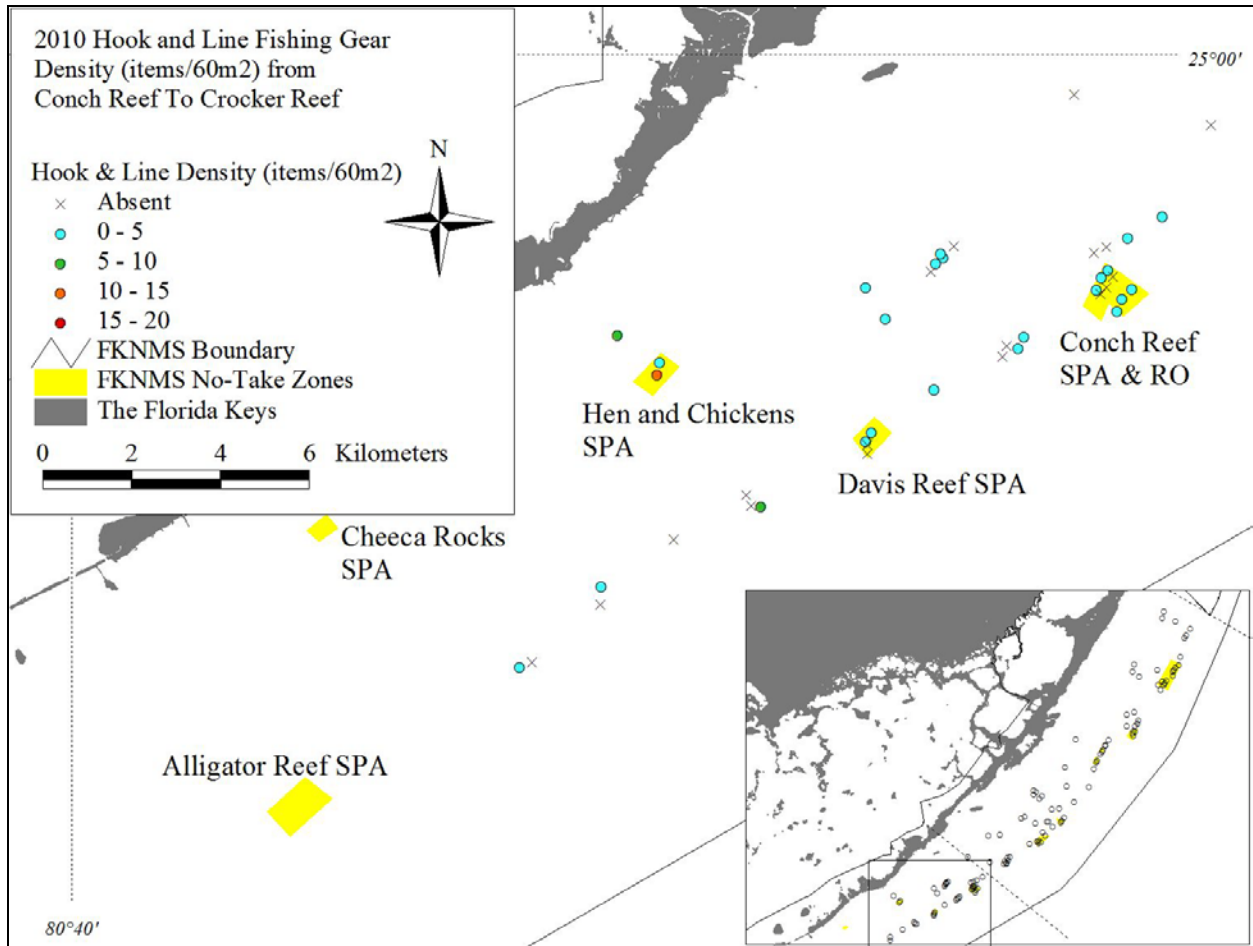 2010 Hook and Line Fishing Gear
Density (items/60m2) from
Conch Reef To Crocker Reef
N
Hook & Line Density (items/60m2)
Absent
0 - 5
5 - 10
10 - 15
15 - 20
FKNMS Boundary
FKNMS No-Take Zones
The Florida Keys
0 2 4 6 Kilometers
25°00'
Conch Reef
SPA & RO
Hen and Chickens
SPA
Davis Reef SPA
Cheeca Rocks
SPA
Alligator Reef SPA
80°40'